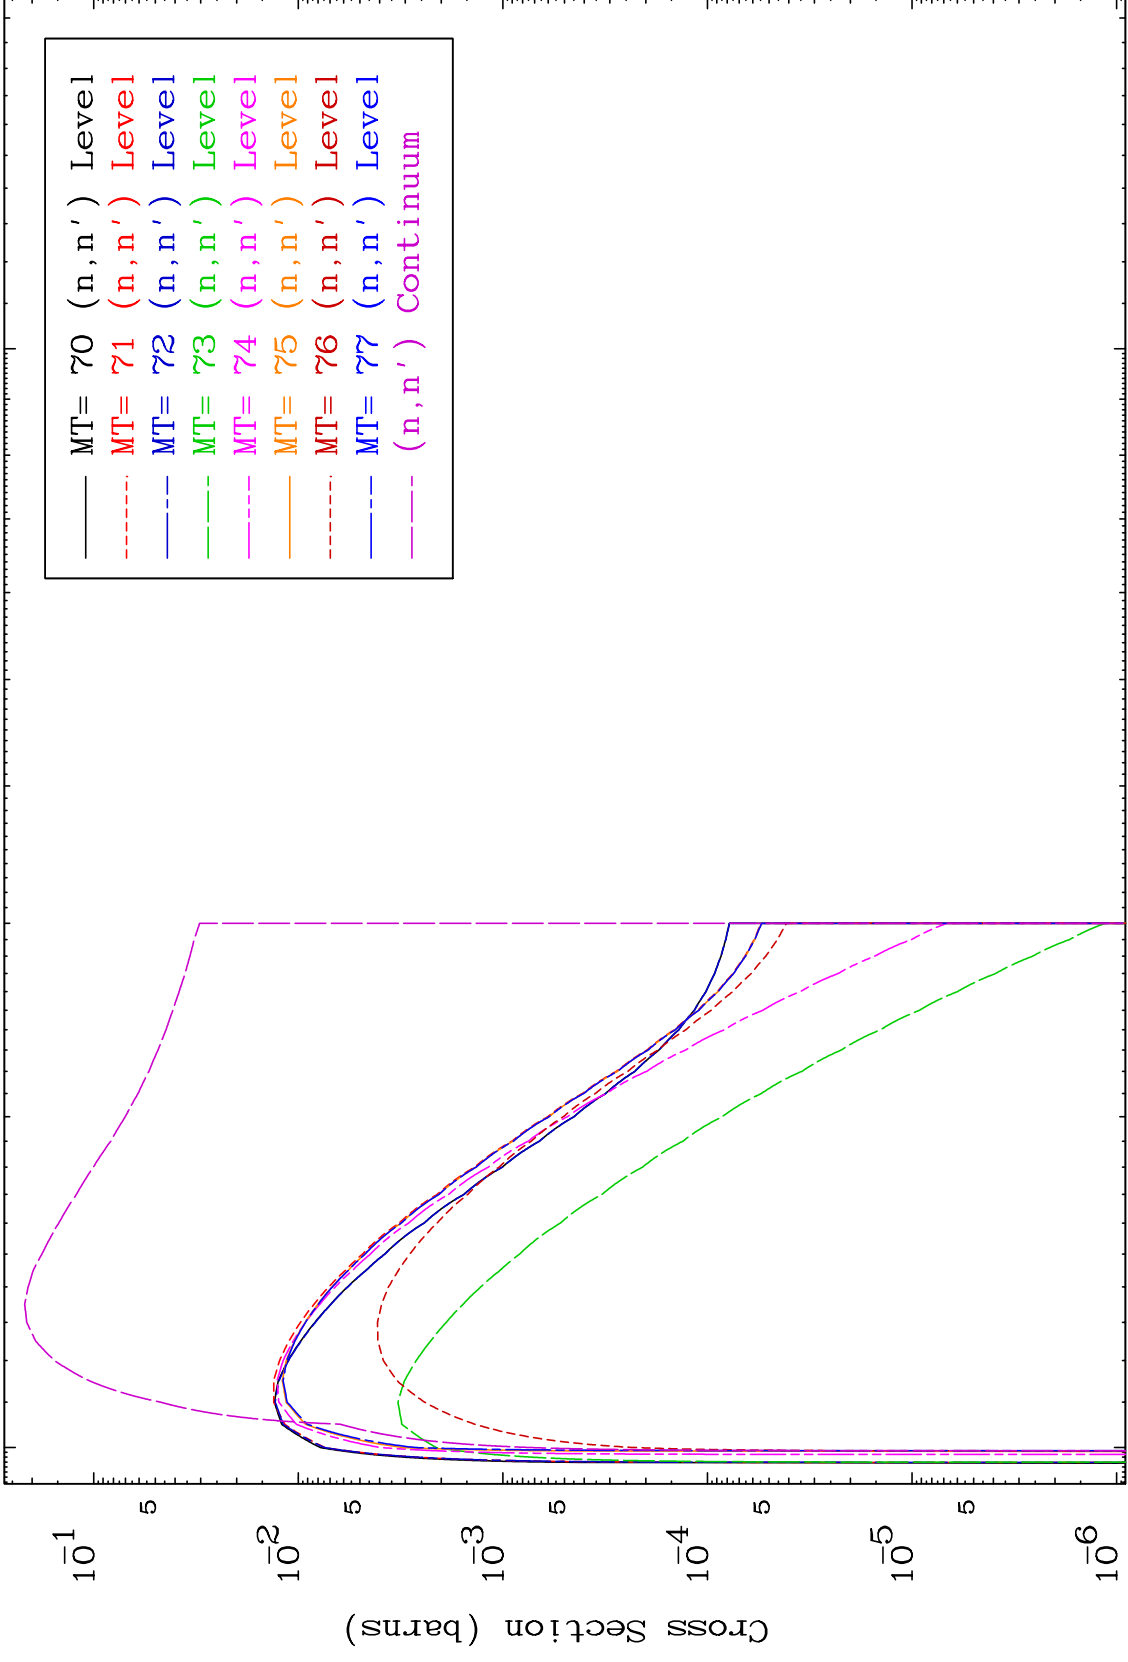 MT= 70 (n,n') Level
MT= 71 (n,n') Level
MT= 72 (n,n') Level
MT= 73 (n,n') Level
MT= 74 (n,n') Level
MT= 75 (n,n') Level
MT= 76 (n,n') Level
MT= 77 (n,n') Level
(n,n') Continuum
10⁻¹
5
10⁻²
5
10⁻³
5
10⁻⁴
5
10⁻⁵
5
10⁻⁶
Cross Section (barns)